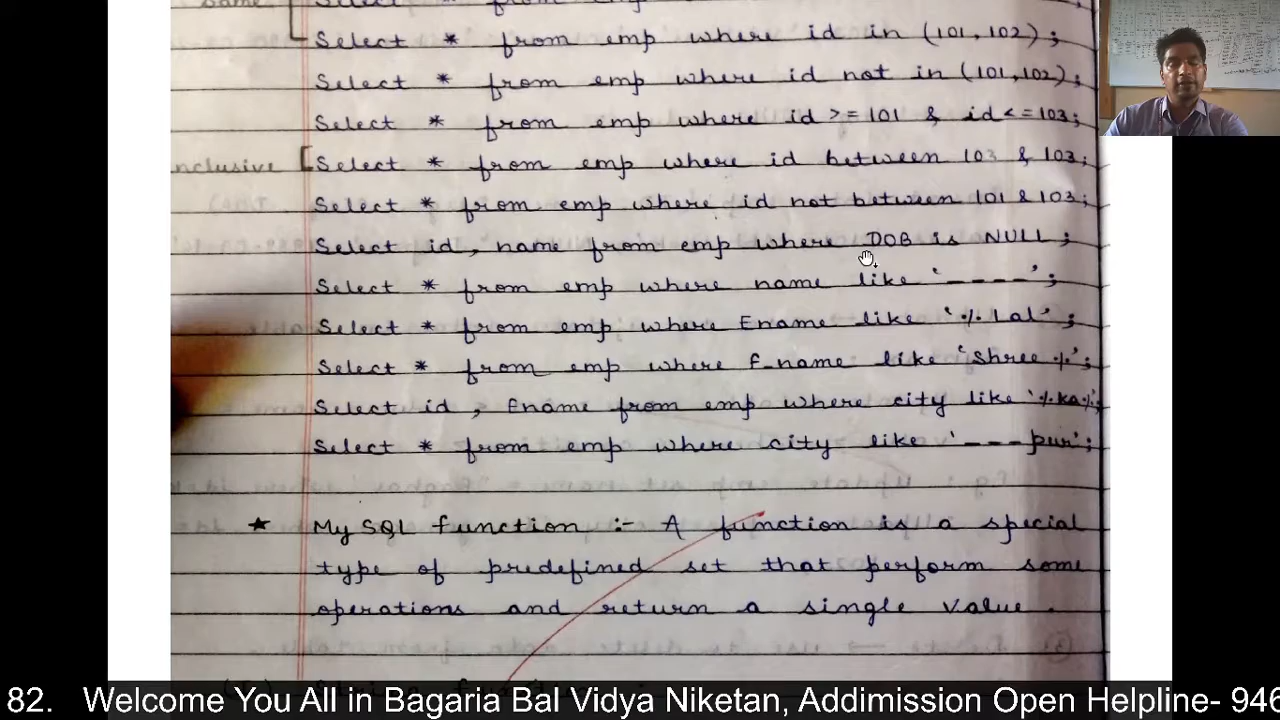 Select * from emp
Select * from emp where id in (101, 102);
Select * from emp where id not in (101,102);
Select * from emp where id >= 101 & id <= 103;
nclusive [Select * from emp where id between 103 & 103;
Select * from emp where id not between 101 & 103;
Select id, name from emp where DOB is NULL;
Select * from emp where name like '----';
Select * from emp where Ename like '% lal';
Select * from emp where f_name like 'Shree %';
Select id, Ename from emp where city like '%ka%';
Select * from emp where city like '---pur';
★ My SQL function :- A function is a special
type of predefined set that perform some
operations and return a single value.
82. Welcome You All in Bagaria Bal Vidya Niketan, Addimission Open Helpline- 946